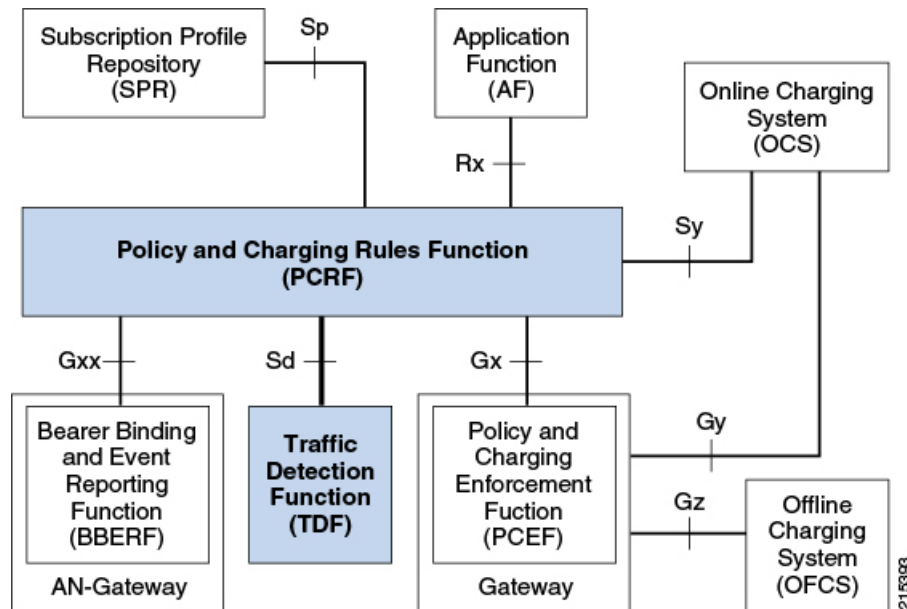 Subscription Profile
Repository
(SPR)
Sp
Application
Function
(AF)
Online Charging
System
(OCS)
Rx
Policy and Charging Rules Function
(PCRF)
Sy
Gxx
Sd
Gx
Bearer Binding
and Event
Reporting
Function
(BBERF)
AN-Gateway
Traffic
Detection
Function
(TDF)
Policy and
Charging
Enforcement
Fuction
(PCEF)
Gateway
Gy
Gz
Offline
Charging
System
(OFCS)
215393